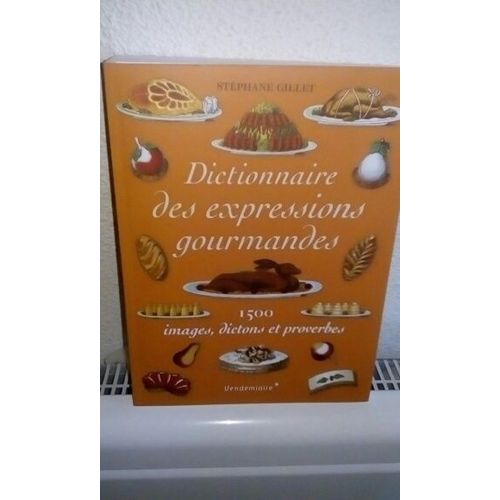 STÉPHANE GILLET
Dictionnaire
des expressions
gourmandes
1500
images, dictons et proverbes
Vendémiaire